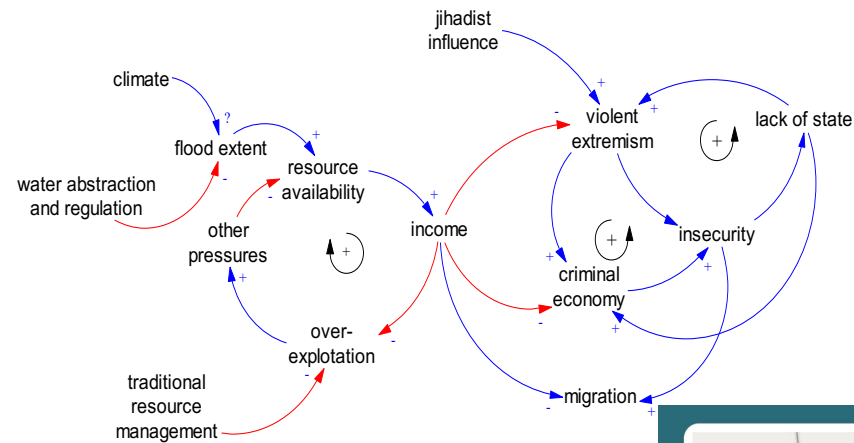 jihadist
influence
climate
+
?
-
+
violent
extremism
+
lack of state
flood extent
+
+
-
resource
availability
water abstraction
and regulation
-
+
other
pressures
+
income
+
insecurity
+
+
criminal
economy
+
-
+
over-
explotation
-
-
traditional
resource
management
migration
-
+